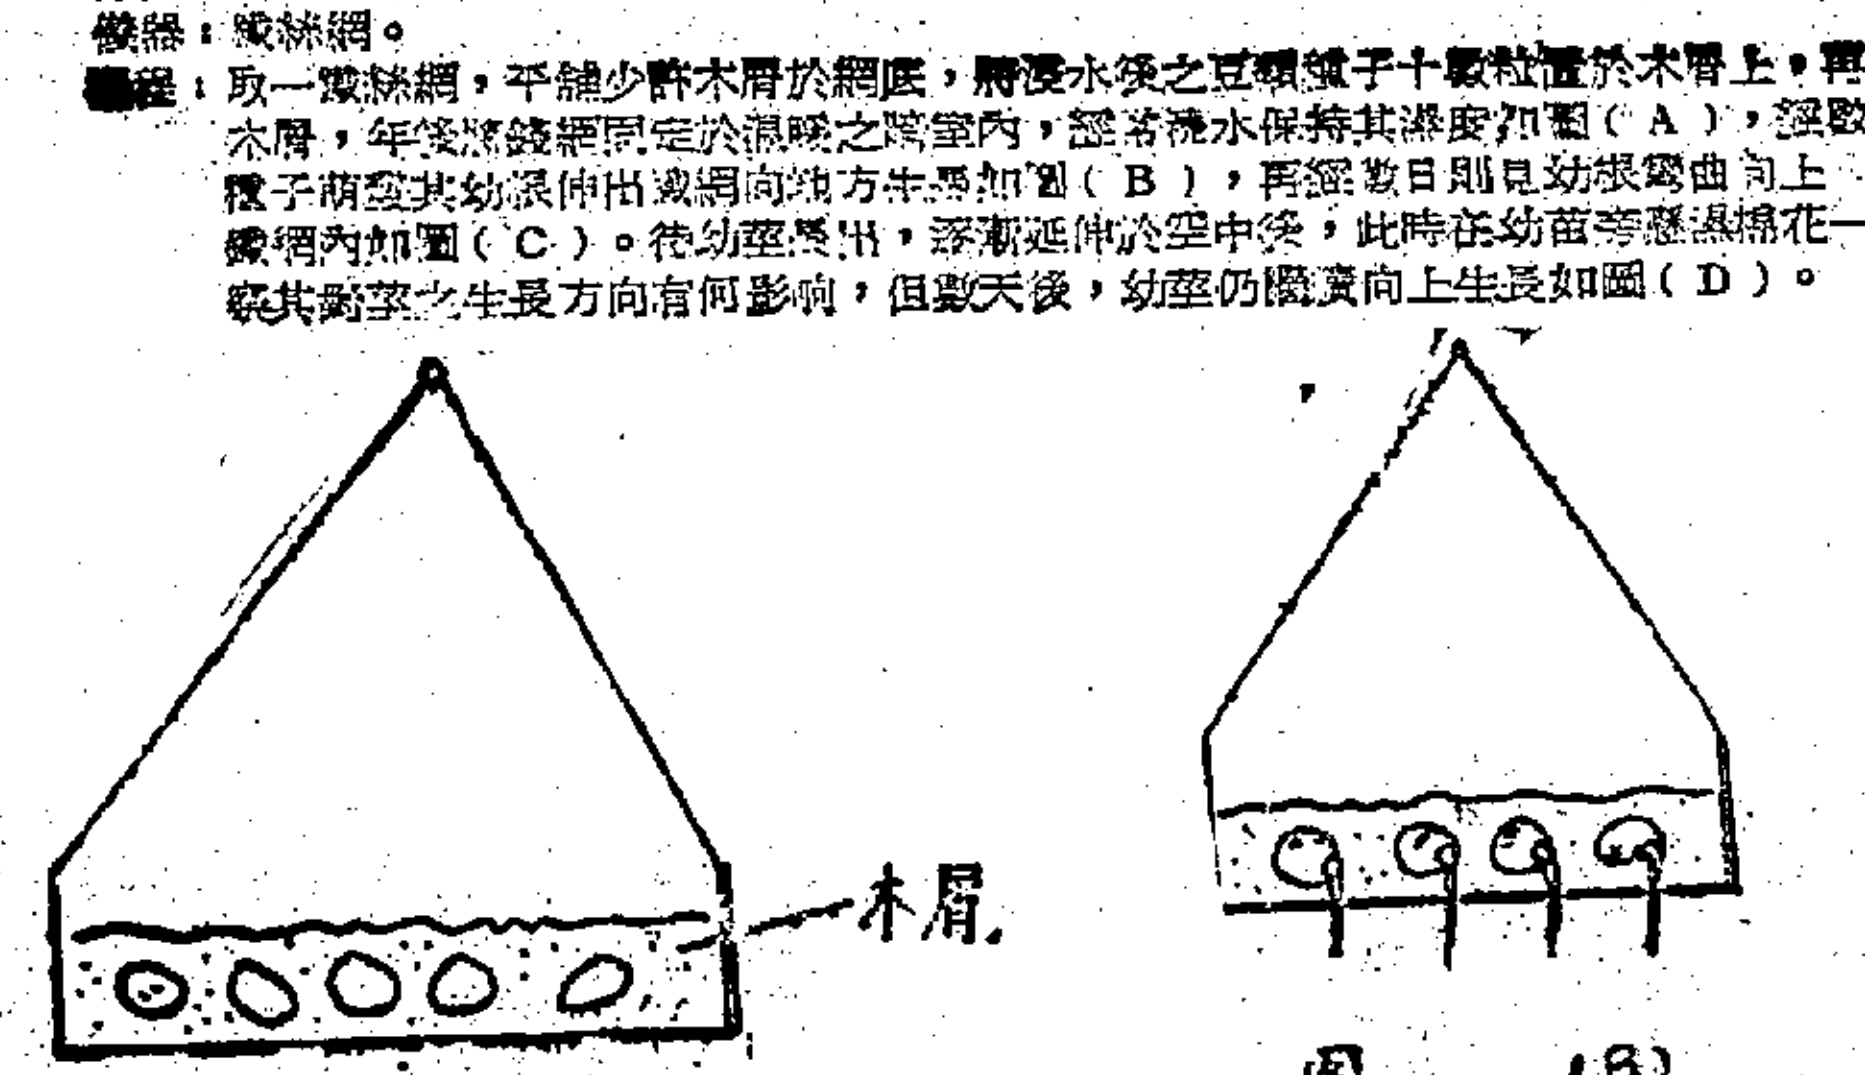 儀器：鐵絲網。
過程：取一鐵絲網，平舖少許木屑於網底，將浸水後之豆類種子十數粒置於木屑上，再
木屑，年後將鐵網固定於溫暖之暗室內，經常澆水保持其濕度如圖（A），經數
種子萌發其幼根伸出鐵網向地方生長如圖（B），再經數日則見幼根彎曲向上
鐵網內如圖（C）。待幼莖長出，逐漸延伸於空中後，此時在幼苗旁懸濕棉花一
察其對莖之生長方向有何影响，但數天後，幼莖仍繼續向上生長如圖（D）。
木屑.
圖 (B)